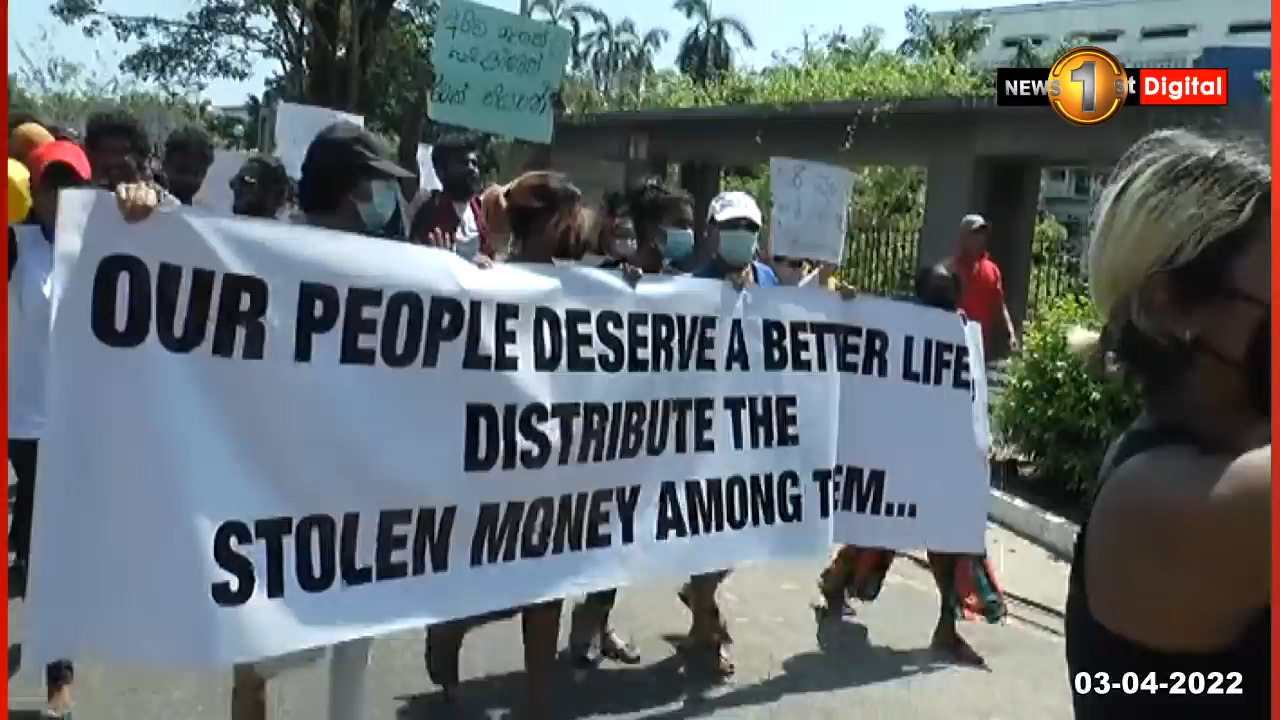 NEWS 1st Digital
OUR PEOPLE DESERVE A BETTER LIFE,
DISTRIBUTE THE
STOLEN MONEY AMONG TEM...
03-04-2022